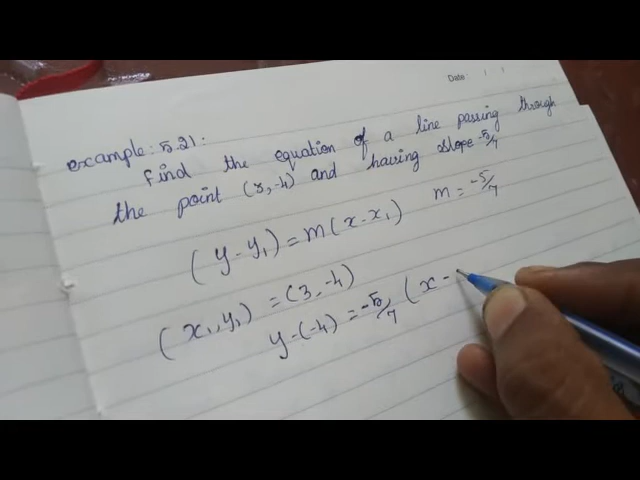 Date :
example: 5.21:
find the equation of a line passing through
the point (3,-4) and having slope -5/7
(y-y₁) = m(x-x₁) m = -5/7
(x₁,y₁) = (3,-4)
y-(-4) = -5/7 (x-